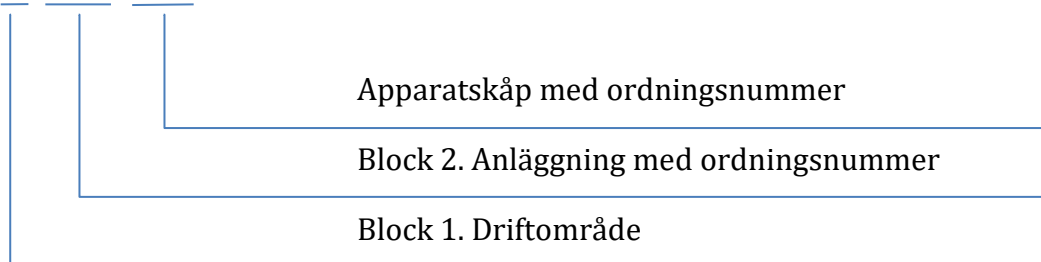 Apparatskåp med ordningsnummer
Block 2. Anläggning med ordningsnummer
Block 1. Driftområde